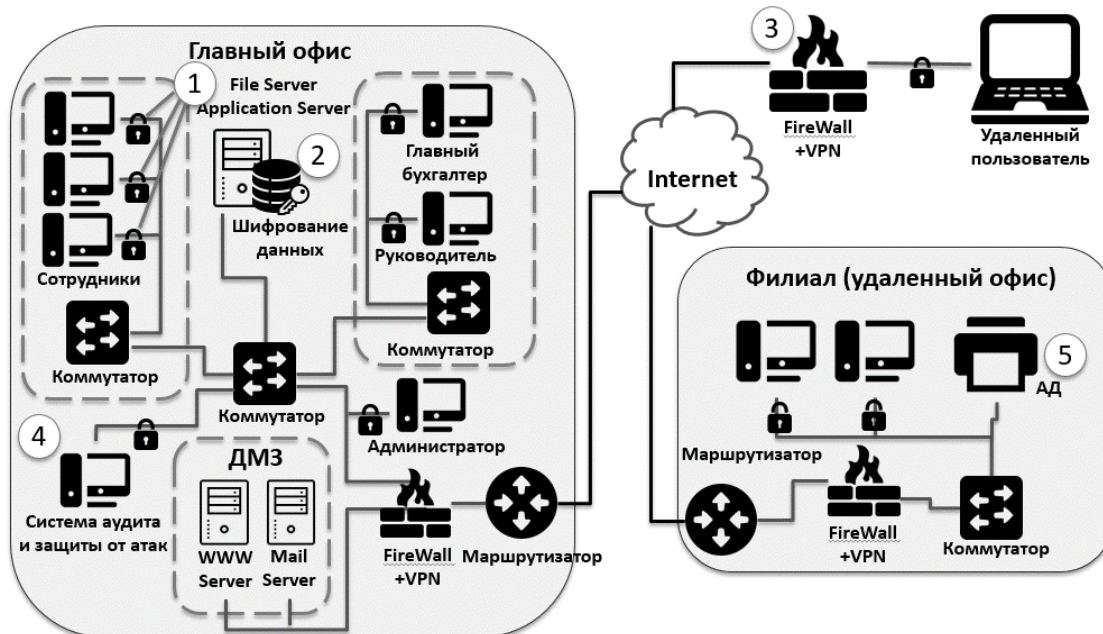 Главный офис
1
File Server
Application Server
2
Шифрование
данных
Сотрудники
Коммутатор
Главный
бухгалтер
Руководитель
Коммутатор
Коммутатор
Администратор
4
Система аудита
и защиты от атак
ДМЗ
WWW
Server
Mail
Server
FireWall
+VPN
Маршрутизатор
Internet
3
FireWall
+VPN
Удаленный
пользователь
Филиал (удаленный офис)
5
АД
Маршрутизатор
FireWall
+VPN
Коммутатор